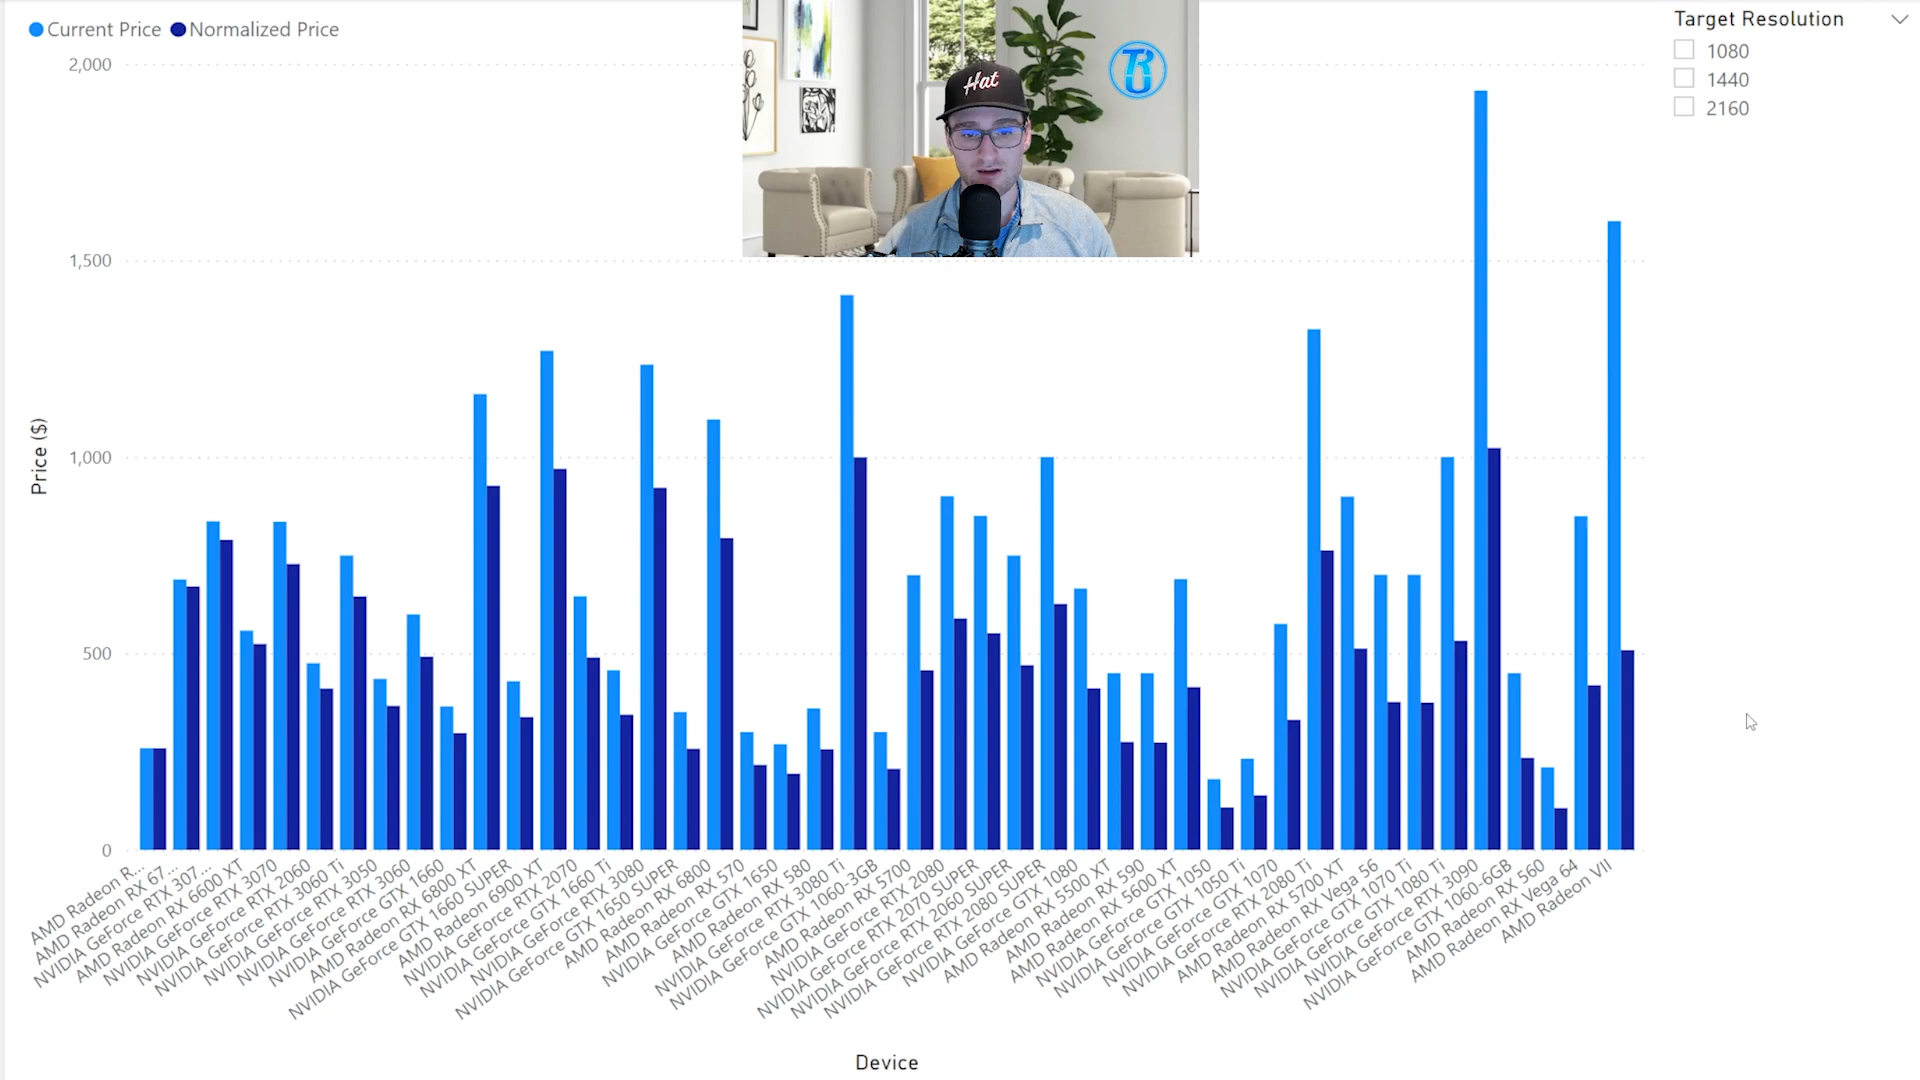 Current Price
Normalized Price
Target Resolution
1080
1440
2160
Hat
TRU
2,000
1,500
1,000
500
0
Price ($)
AMD Radeon R...
AMD Radeon RX 67...
NVIDIA GeForce RTX 307...
AMD Radeon RX 6600 XT
NVIDIA GeForce RTX 3070
NVIDIA GeForce RTX 2060
NVIDIA GeForce RTX 3060 Ti
NVIDIA GeForce RTX 3050
NVIDIA GeForce RTX 3060
NVIDIA GeForce GTX 1660
AMD Radeon RX 6800 XT
NVIDIA GeForce GTX 1660 SUPER
AMD Radeon RX 6900 XT
NVIDIA GeForce RTX 2070
NVIDIA GeForce GTX 1660 Ti
NVIDIA GeForce RTX 3080
NVIDIA GeForce GTX 1650 SUPER
AMD Radeon RX 6800
AMD Radeon RX 570
NVIDIA GeForce GTX 1650
AMD Radeon RX 580
NVIDIA GeForce RTX 3080 Ti
NVIDIA GeForce GTX 1060-3GB
AMD Radeon RX 5700
NVIDIA GeForce RTX 2080
NVIDIA GeForce RTX 2070 SUPER
NVIDIA GeForce RTX 2060 SUPER
NVIDIA GeForce RTX 2080 SUPER
NVIDIA GeForce GTX 1080
AMD Radeon RX 5500 XT
AMD Radeon RX 590
AMD Radeon RX 5600 XT
NVIDIA GeForce GTX 1050
NVIDIA GeForce GTX 1050 Ti
NVIDIA GeForce GTX 1070
NVIDIA GeForce RTX 2080 Ti
AMD Radeon RX 5700 XT
AMD Radeon RX Vega 56
NVIDIA GeForce GTX 1070 Ti
NVIDIA GeForce GTX 1080 Ti
NVIDIA GeForce RTX 3090
NVIDIA GeForce GTX 1060-6GB
AMD Radeon RX 560
AMD Radeon RX Vega 64
AMD Radeon VII
Device